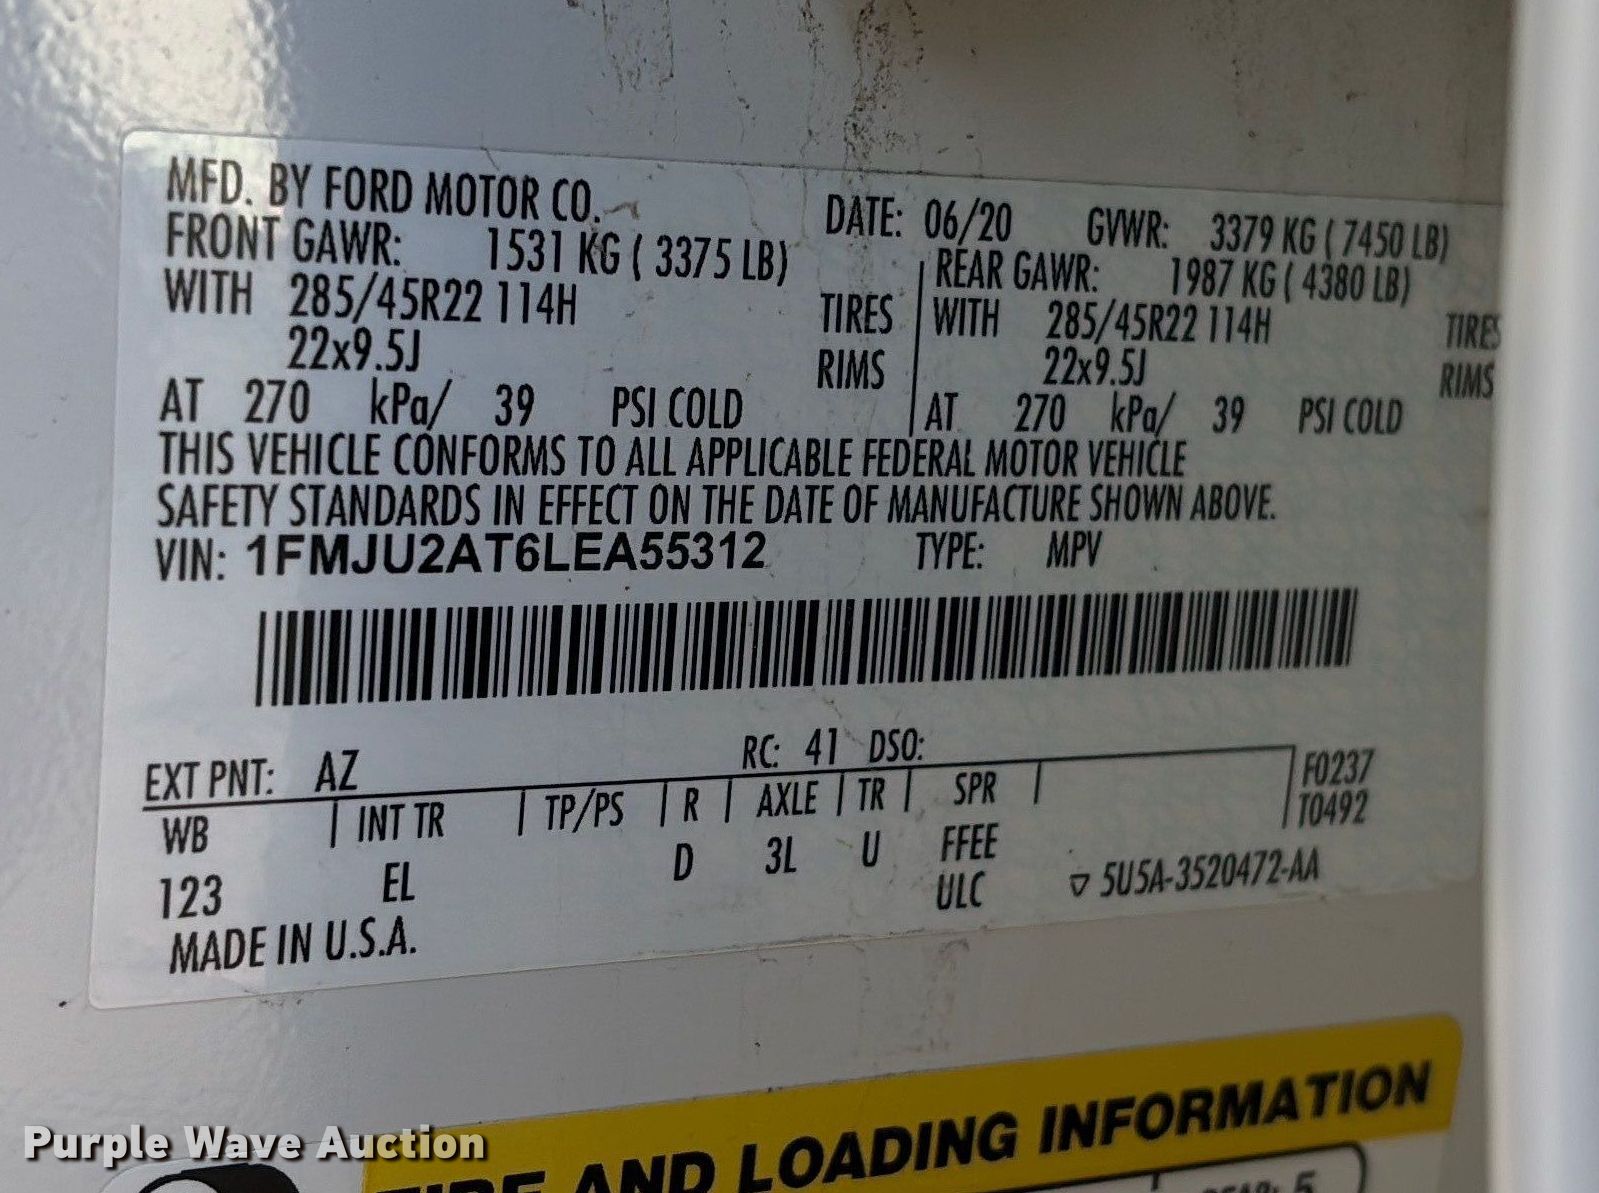 MFD. BY FORD MOTOR CO. DATE: 06/20 GVWR: 3379 KG ( 7450 LB)
FRONT GAWR: 1531 KG ( 3375 LB) REAR GAWR: 1987 KG ( 4380 LB)
WITH 285/45R22 114H TIRES WITH 285/45R22 114H TIRES
22x9.5J RIMS 22x9.5J RIMS
AT 270 kPa/ 39 PSI COLD AT 270 kPa/ 39 PSI COLD
THIS VEHICLE CONFORMS TO ALL APPLICABLE FEDERAL MOTOR VEHICLE
SAFETY STANDARDS IN EFFECT ON THE DATE OF MANUFACTURE SHOWN ABOVE.
VIN: 1FMJU2AT6LEA55312 TYPE: MPV
EXT PNT: AZ RC: 41 DSO:
WB INT TR TP/PS R AXLE TR SPR F0237
T0492
123 EL D 3L U FFEE
ULC ▽ 5U5A-3520472-AA
MADE IN U.S.A.
TIRE AND LOADING INFORMATION
5
Purple Wave Auction